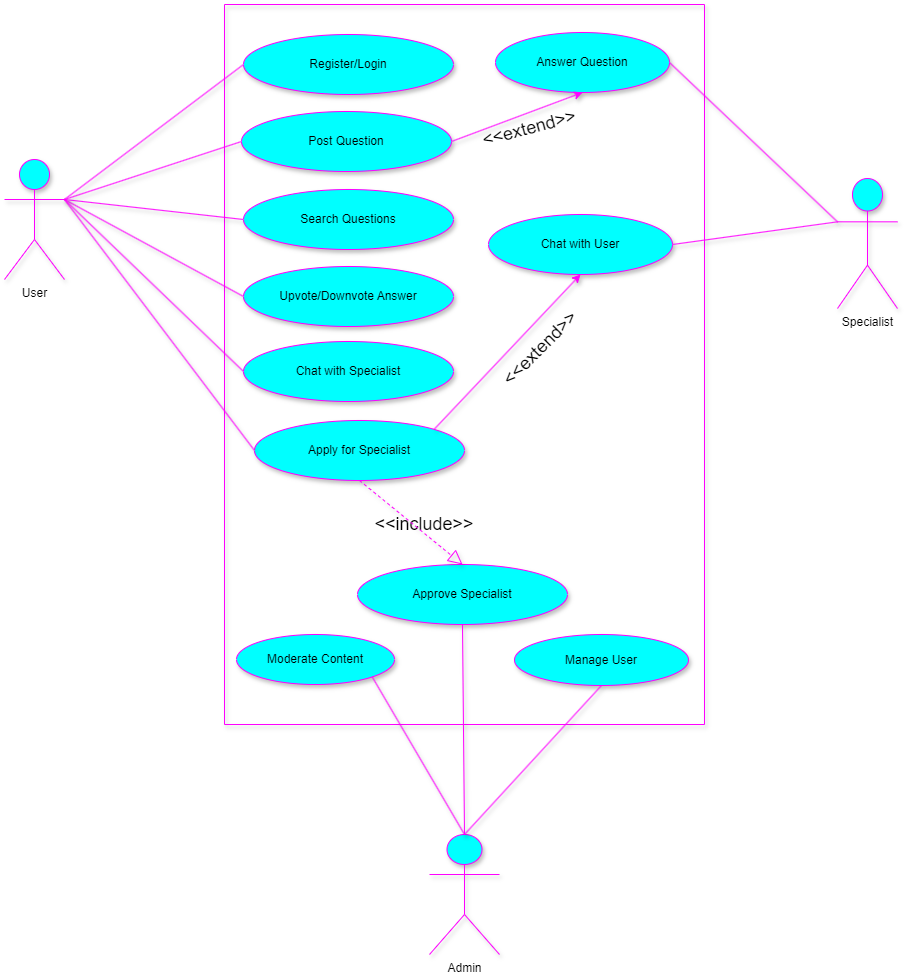 Register/Login
Answer Question
<<extend>>
Post Question
Search Questions
Chat with User
User
Specialist
Upvote/Downvote Answer
<<extend>>
Chat with Specialist
Apply for Specialist
<<include>>
Approve Specialist
Moderate Content
Manage User
Admin